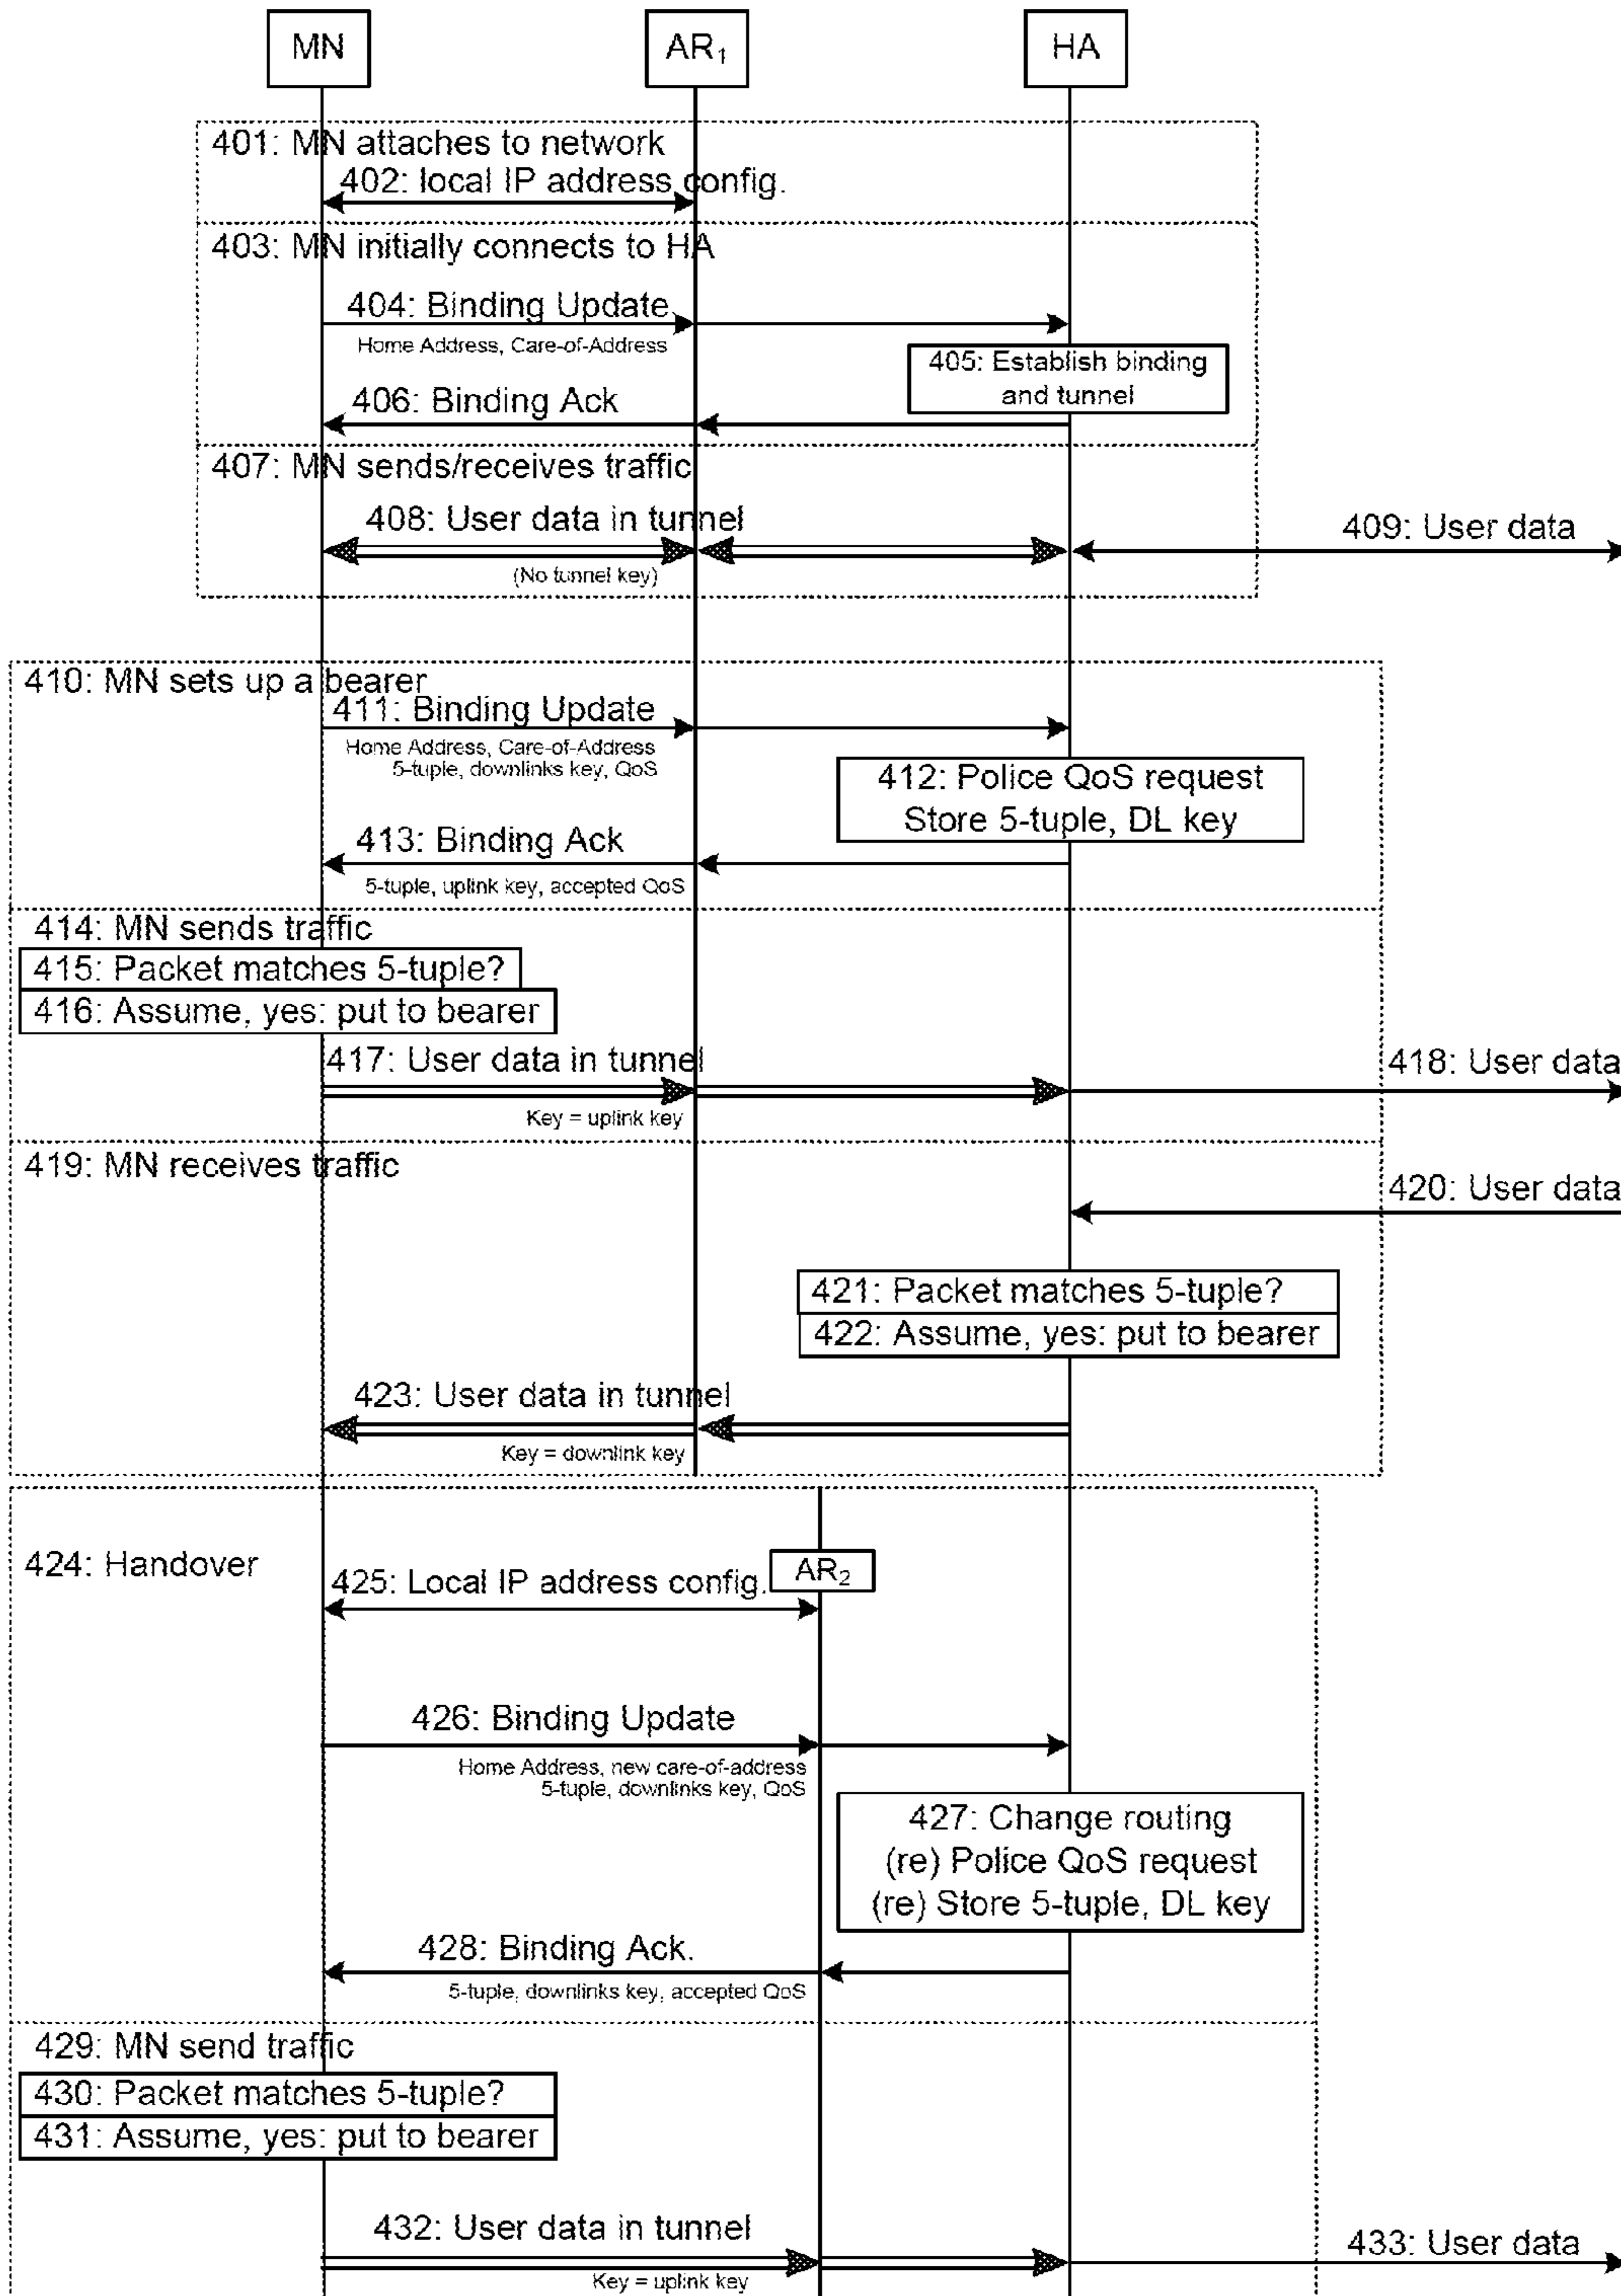 MN
AR₁
HA
401: MN attaches to network
402: local IP address config.
403: MN initially connects to HA
404: Binding Update
Home Address, Care-of-Address
405: Establish binding
and tunnel
406: Binding Ack
407: MN sends/receives traffic
408: User data in tunnel
409: User data
(No tunnel key)
410: MN sets up a bearer
411: Binding Update
Home Address, Care-of-Address
5-tuple, downlinks key, QoS
412: Police QoS request
Store 5-tuple, DL key
413: Binding Ack
5-tuple, uplink key, accepted QoS
414: MN sends traffic
415: Packet matches 5-tuple?
416: Assume, yes: put to bearer
417: User data in tunnel
418: User data
Key = uplink key
419: MN receives traffic
420: User data
421: Packet matches 5-tuple?
422: Assume, yes: put to bearer
423: User data in tunnel
Key = downlink key
424: Handover
AR₂
425: Local IP address config.
426: Binding Update
Home Address, new care-of-address
5-tuple, downlinks key, QoS
427: Change routing
(re) Police QoS request
(re) Store 5-tuple, DL key
428: Binding Ack.
5-tuple, downlinks key, accepted QoS
429: MN send traffic
430: Packet matches 5-tuple?
431: Assume, yes: put to bearer
432: User data in tunnel
433: User data
Key = uplink key